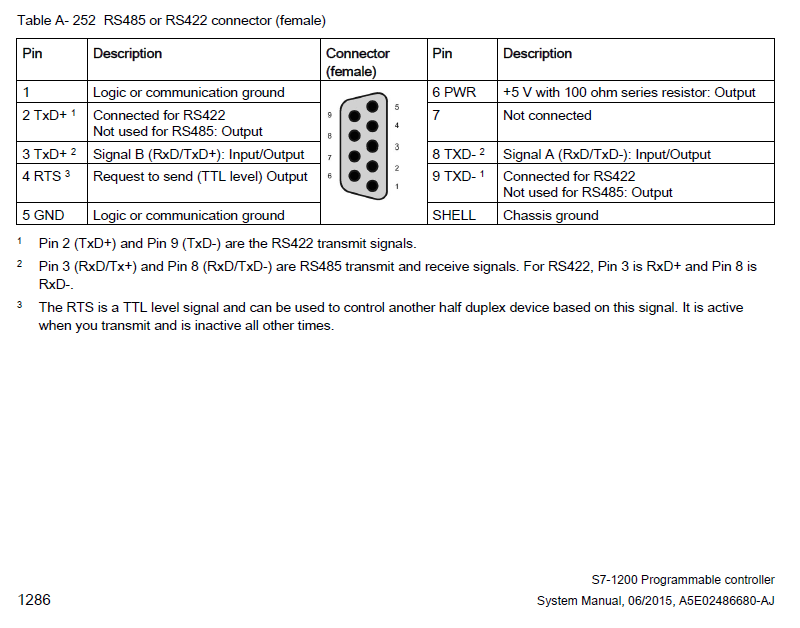 Table A- 252 RS485 or RS422 connector (female)
Pin Description Connector (female) Pin Description
1 Logic or communication ground 6 PWR +5 V with 100 ohm series resistor: Output
2 TxD+ 1 Connected for RS422 7 Not connected
Not used for RS485: Output
3 TxD+ 2 Signal B (RxD/TxD+): Input/Output 8 TXD- 2 Signal A (RxD/TxD-): Input/Output
4 RTS 3 Request to send (TTL level) Output 9 TXD- 1 Connected for RS422
Not used for RS485: Output
5 GND Logic or communication ground SHELL Chassis ground
9
8
7
6
5
4
3
2
1
1 Pin 2 (TxD+) and Pin 9 (TxD-) are the RS422 transmit signals.
2 Pin 3 (RxD/Tx+) and Pin 8 (RxD/TxD-) are RS485 transmit and receive signals. For RS422, Pin 3 is RxD+ and Pin 8 is
RxD-.
3 The RTS is a TTL level signal and can be used to control another half duplex device based on this signal. It is active
when you transmit and is inactive all other times.
S7-1200 Programmable controller
1286 System Manual, 06/2015, A5E02486680-AJ